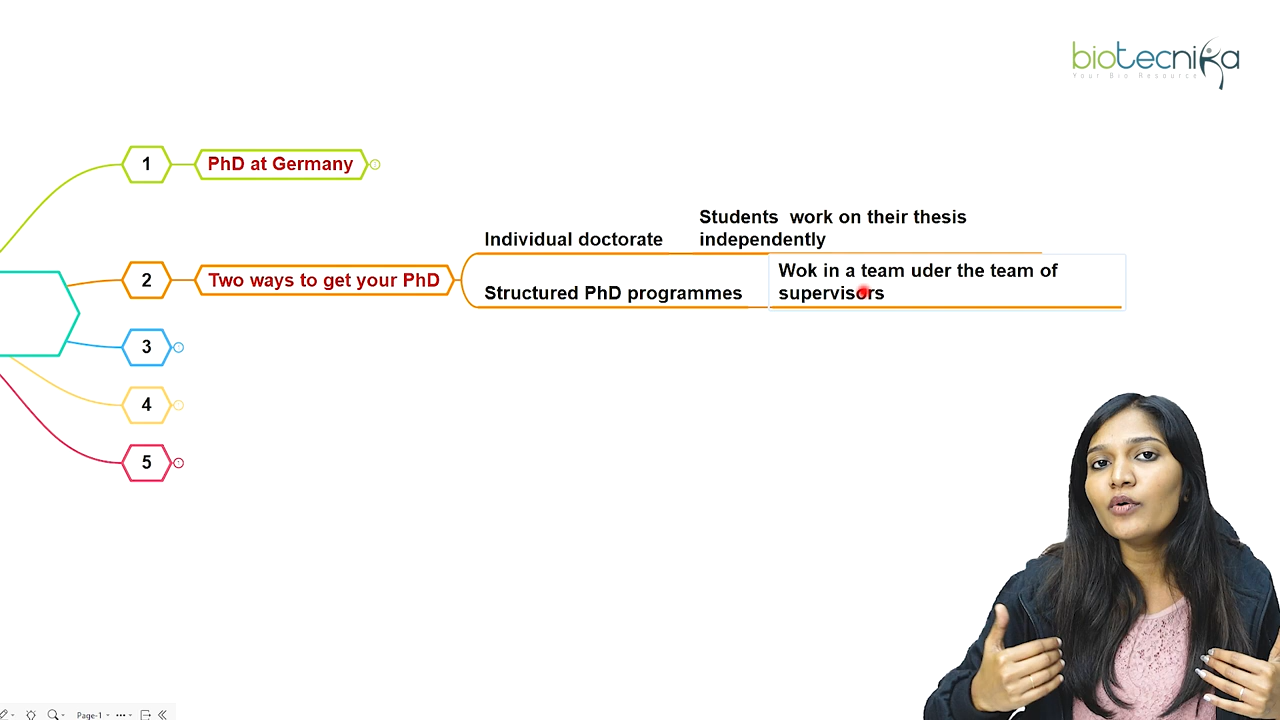 biotecnika
Your Bio Resource
1
PhD at Germany
Students work on their thesis
independently
Individual doctorate
2
Two ways to get your PhD
Wok in a team uder the team of
supervisors
Structured PhD programmes
3
4
5
Page-1